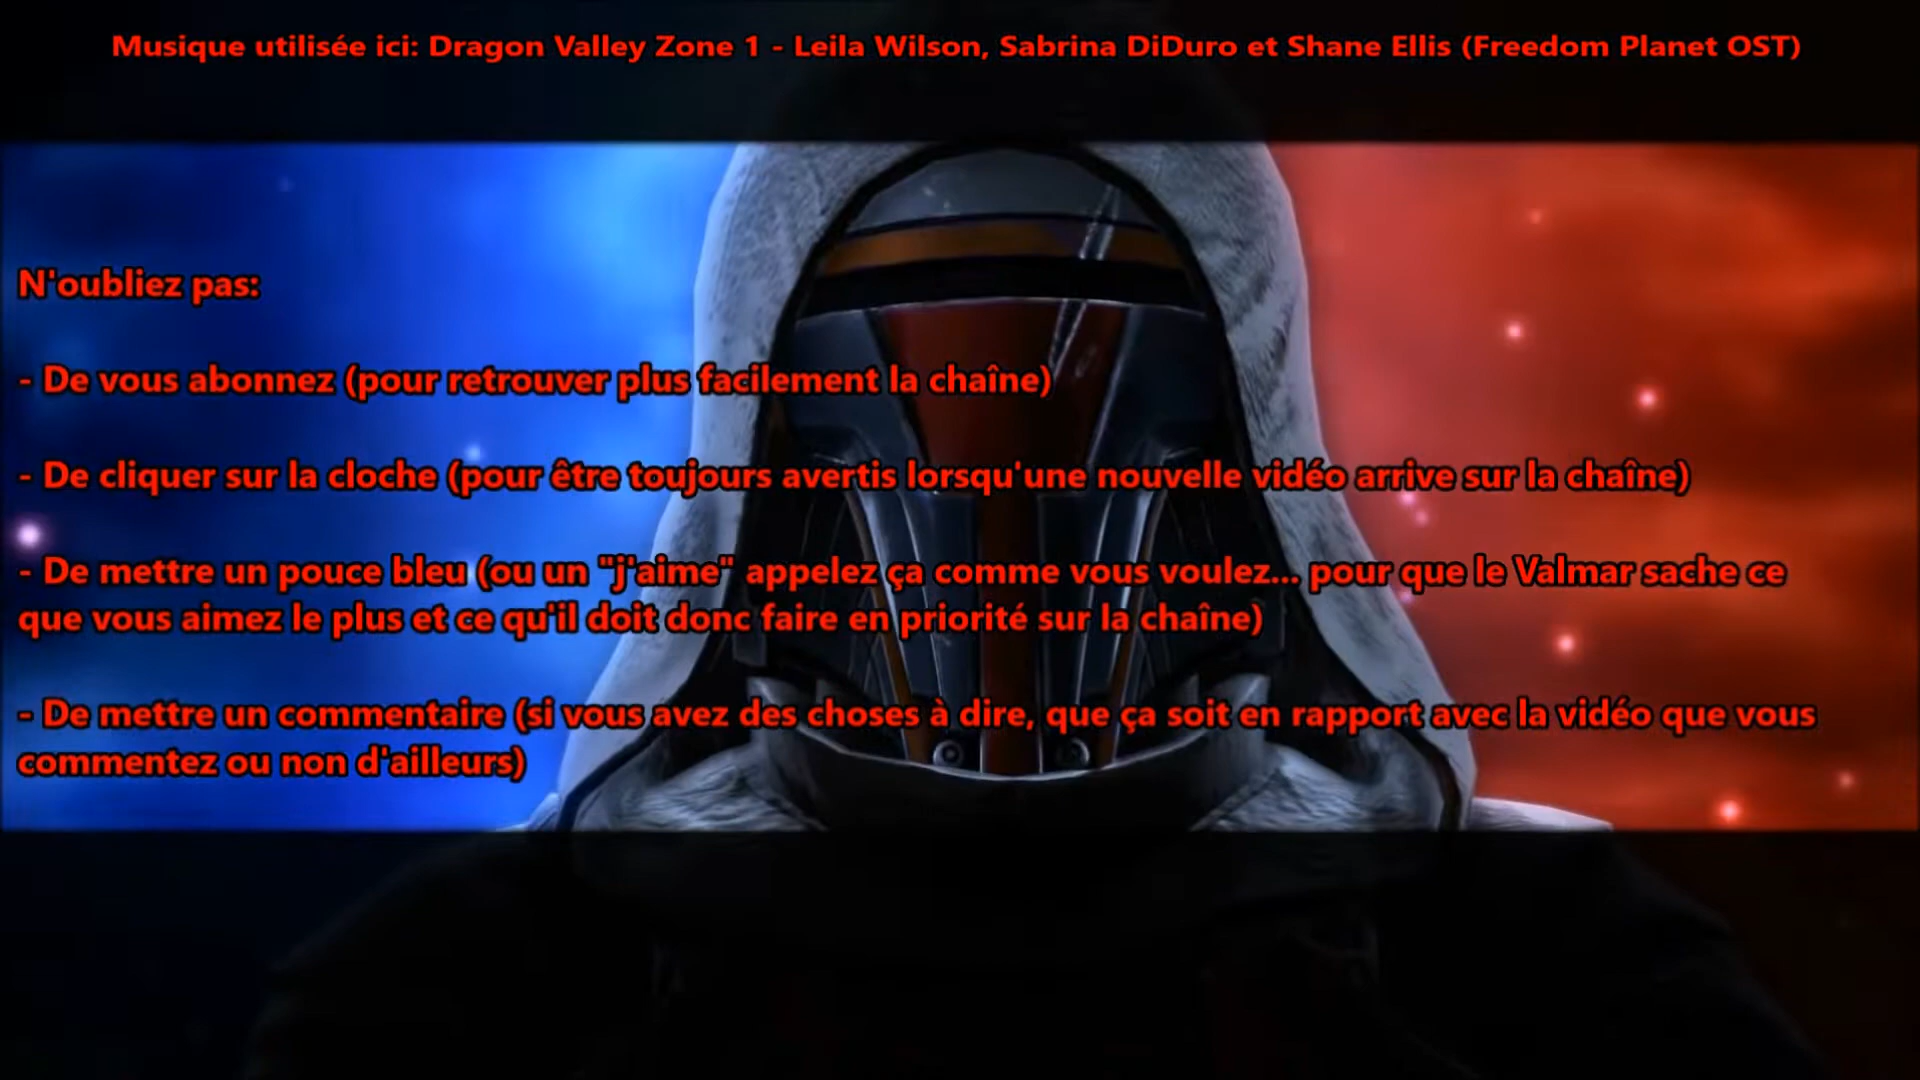 Musique utilisée ici: Dragon Valley Zone 1 - Leila Wilson, Sabrina DiDuro et Shane Ellis (Freedom Planet OST)
N'oubliez pas:
- De vous abonnez (pour retrouver plus facilement la chaîne)
- De cliquer sur la cloche (pour être toujours avertis lorsqu'une nouvelle vidéo arrive sur la chaîne)
- De mettre un pouce bleu (ou un "j'aime" appelez ça comme vous voulez... pour que le Valmar sache ce
que vous aimez le plus et ce qu'il doit donc faire en priorité sur la chaîne)
- De mettre un commentaire (si vous avez des choses à dire, que ça soit en rapport avec la vidéo que vous
commentez ou non d'ailleurs)